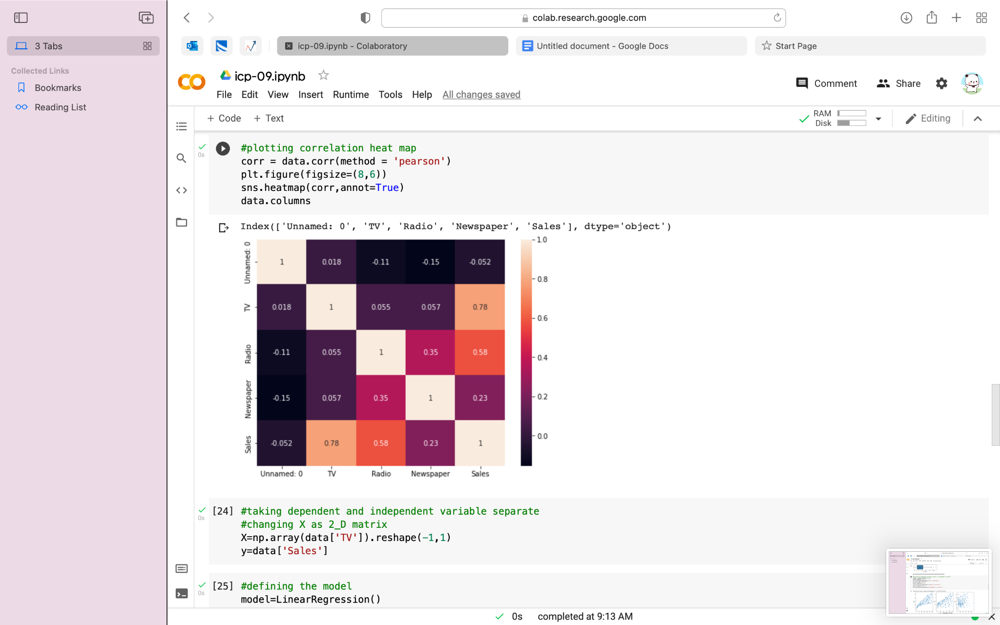 3 Tabs
Collected Links
Bookmarks
Reading List
colab.research.google.com
icp-09.ipynb - Colaboratory
Untitled document - Google Docs
Start Page
icp-09.ipynb
Comment
Share
File Edit View Insert Runtime Tools Help All changes saved
+ Code + Text
RAM
Disk
Editing
0s
#plotting correlation heat map
corr = data.corr(method = 'pearson')
plt.figure(figsize=(8,6))
sns.heatmap(corr,annot=True)
data.columns
Index(['Unnamed: 0', 'TV', 'Radio', 'Newspaper', 'Sales'], dtype='object')
Unnamed: 0 1 0.018 -0.11 -0.15 -0.052
TV 0.018 1 0.055 0.057 0.78
Radio -0.11 0.055 1 0.35 0.58
Newspaper -0.15 0.057 0.35 1 0.23
Sales -0.052 0.78 0.58 0.23 1
Unnamed: 0 TV Radio Newspaper Sales
1.0
0.8
0.6
0.4
0.2
0.0
0s
[24] #taking dependent and independent variable separate
#changing X as 2_D matrix
X=np.array(data['TV']).reshape(-1,1)
y=data['Sales']
0s
[25] #defining the model
model=LinearRegression()
0s completed at 9:13 AM